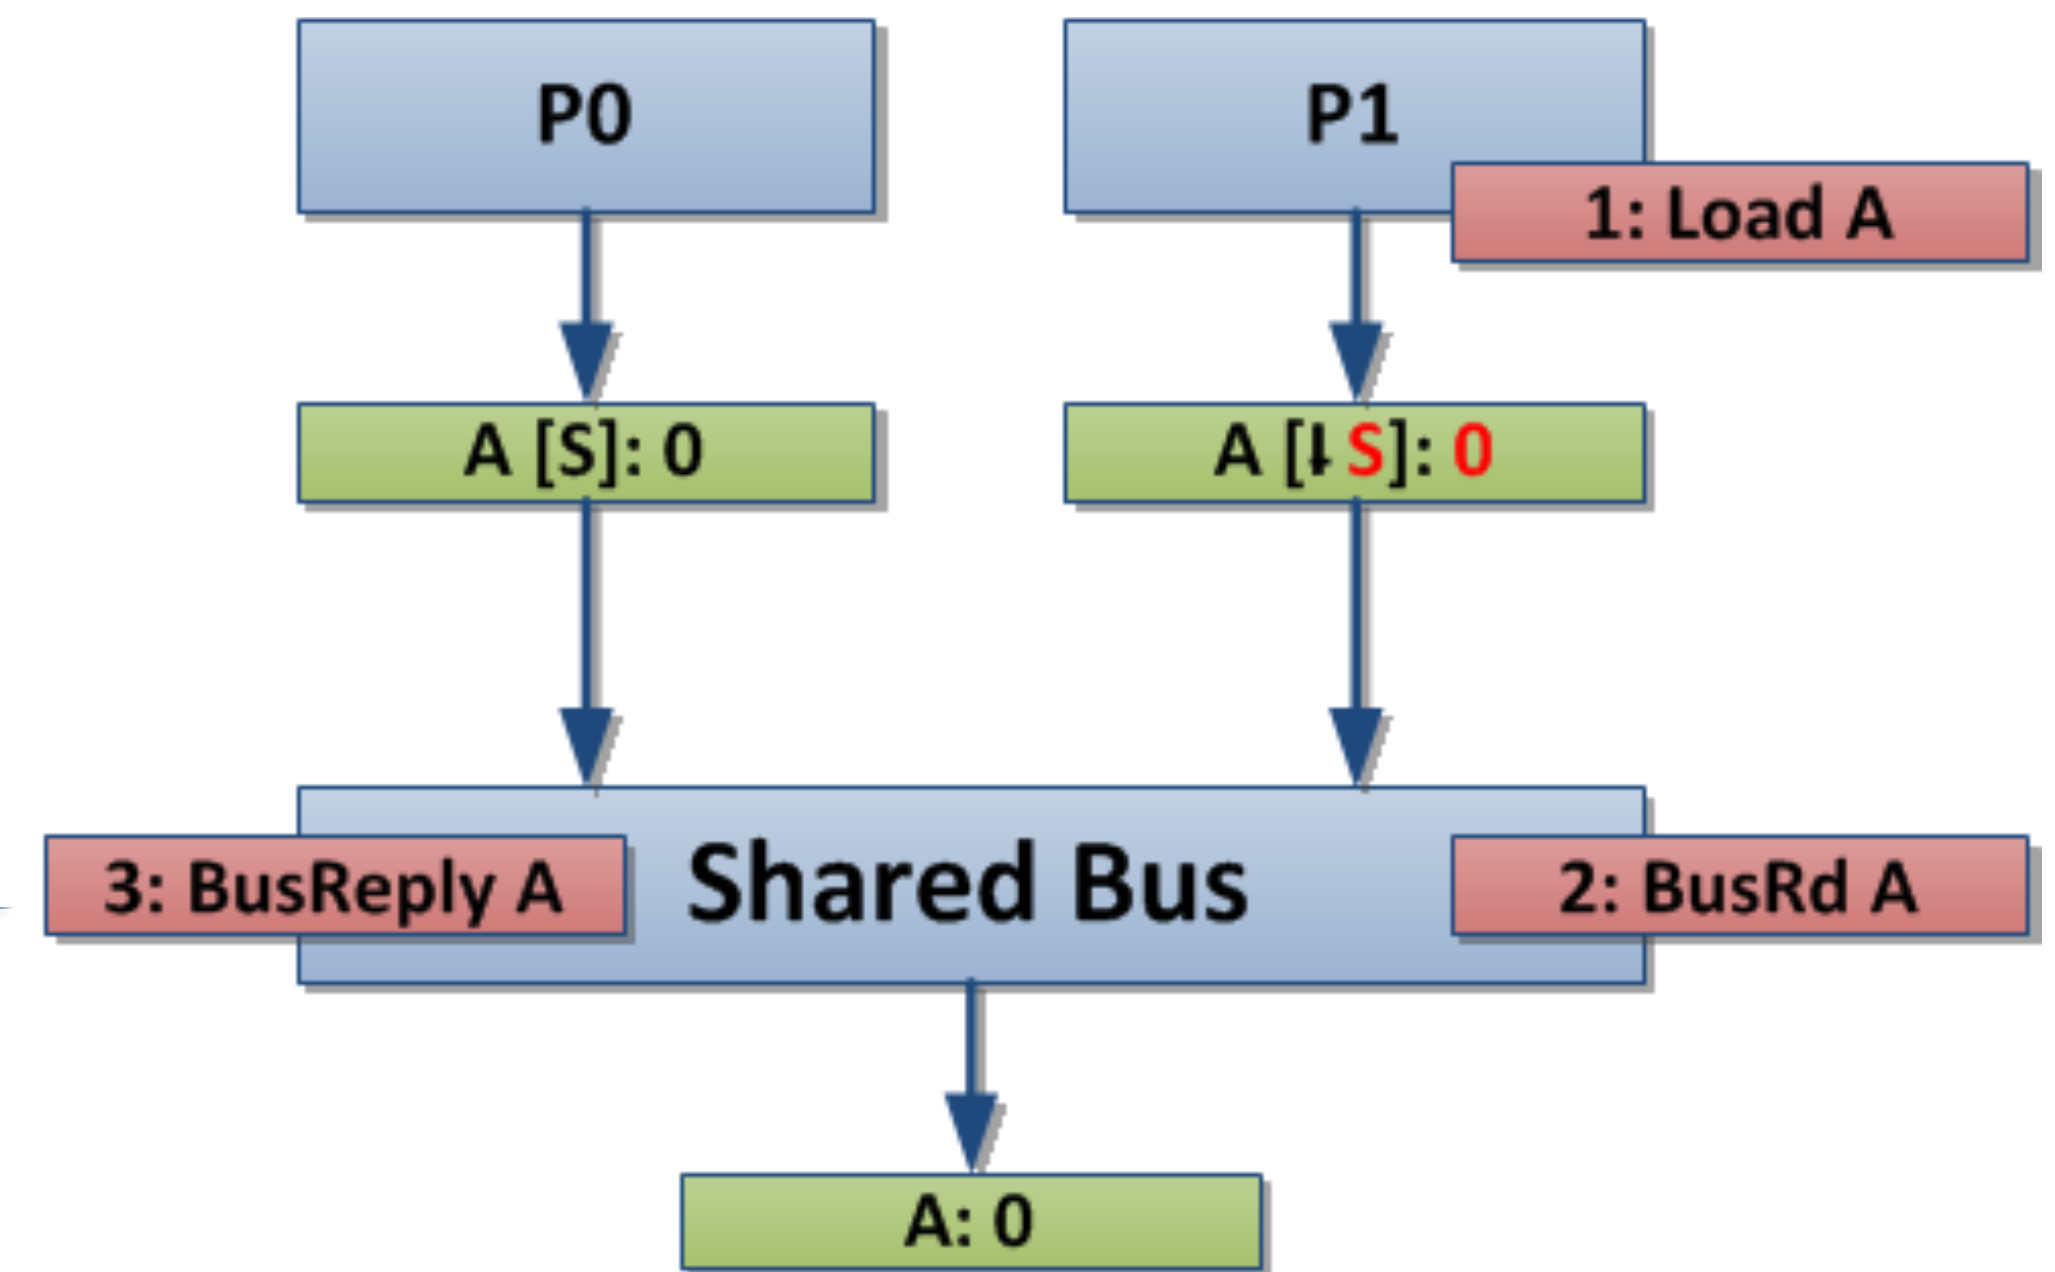 P0
P1
1: Load A
A [S]: 0
A [I S]: 0
3: BusReply A
Shared Bus
2: BusRd A
A: 0